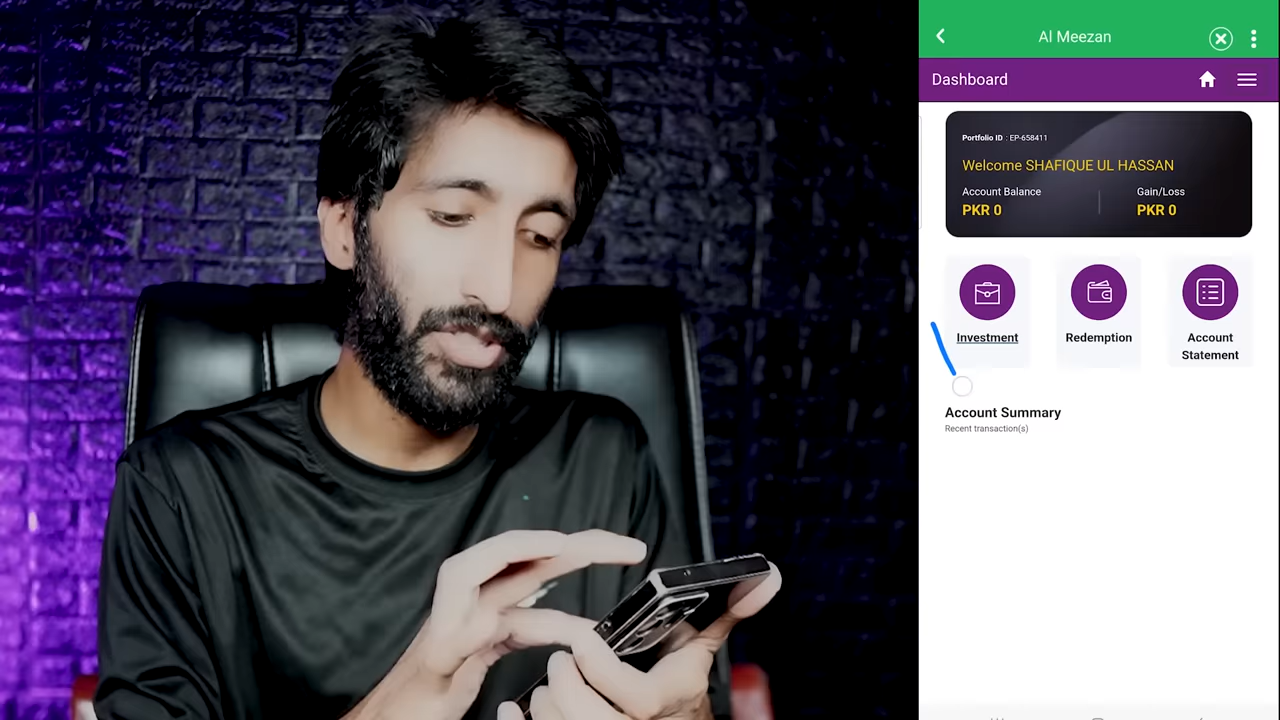 Al Meezan
Dashboard
Portfolio ID : EP-658411
Welcome SHAFIQUE UL HASSAN
Account Balance
Gain/Loss
PKR 0
PKR 0
Investment
Redemption
Account
Statement
Account Summary
Recent transaction(s)